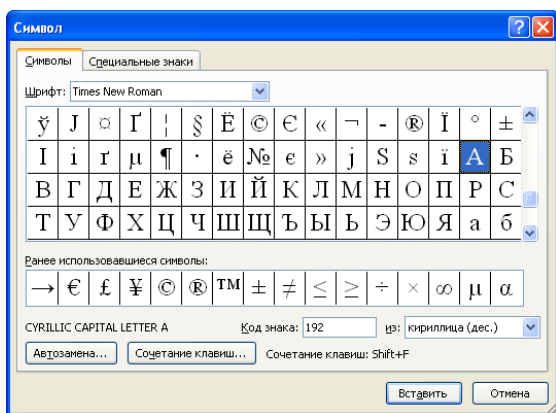 Символ
Символы Специальные знаки
Шрифт: Times New Roman
ў Ј ¤ Ґ ¦ § Ё © Є « ¬ - ® Ї ° ±
І і ґ µ ¶ · ё № є » ј Ѕ ѕ ї А Б
В Г Д Е Ж З И Й К Л М Н О П Р С
Т У Ф Х Ц Ч Ш Щ Ъ Ы Ь Э Ю Я а б
Ранее использовавшиеся символы:
→ € £ ¥ © ® ™ ± ≠ ≤ ≥ ÷ × ∞ µ α
CYRILLIC CAPITAL LETTER A Код знака: 192 из: кириллица (дес.)
Автозамена... Сочетание клавиш... Сочетание клавиш: Shift+F
Вставить Отмена